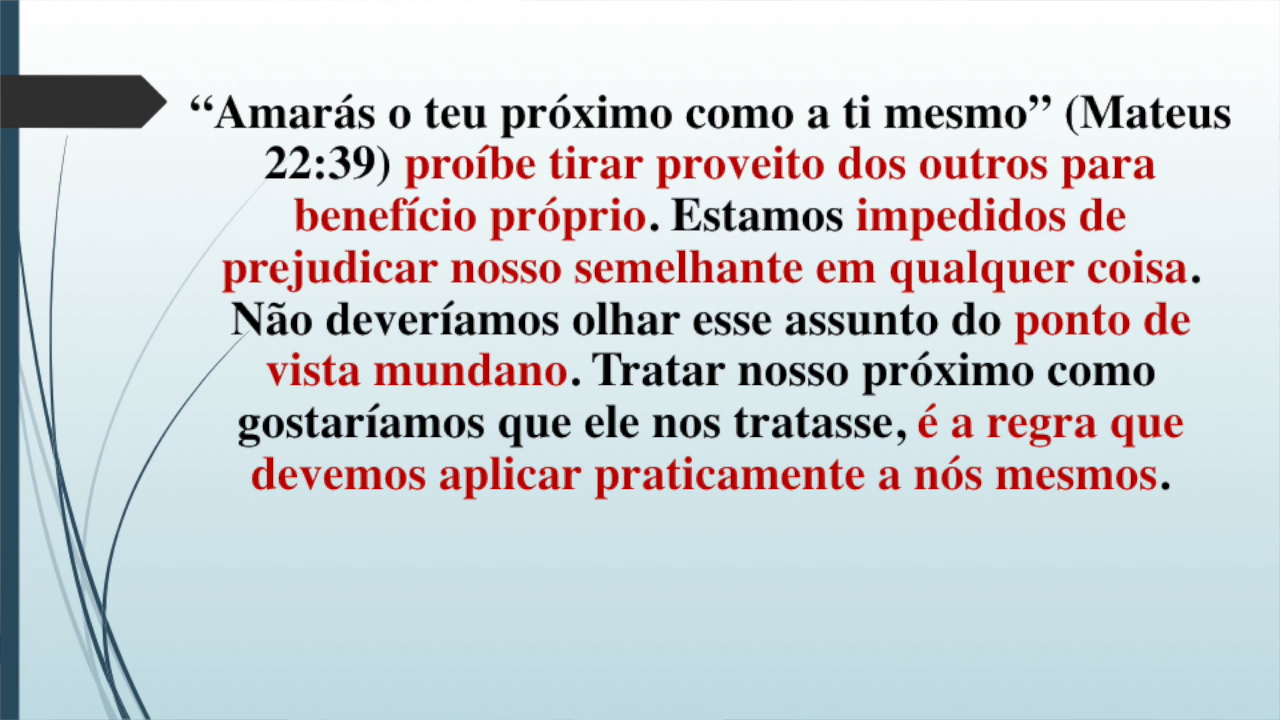 “Amarás o teu próximo como a ti mesmo” (Mateus
22:39) proíbe tirar proveito dos outros para
benefício próprio. Estamos impedidos de
prejudicar nosso semelhante em qualquer coisa.
Não deveríamos olhar esse assunto do ponto de
vista mundano. Tratar nosso próximo como
gostaríamos que ele nos tratasse, é a regra que
devemos aplicar praticamente a nós mesmos.